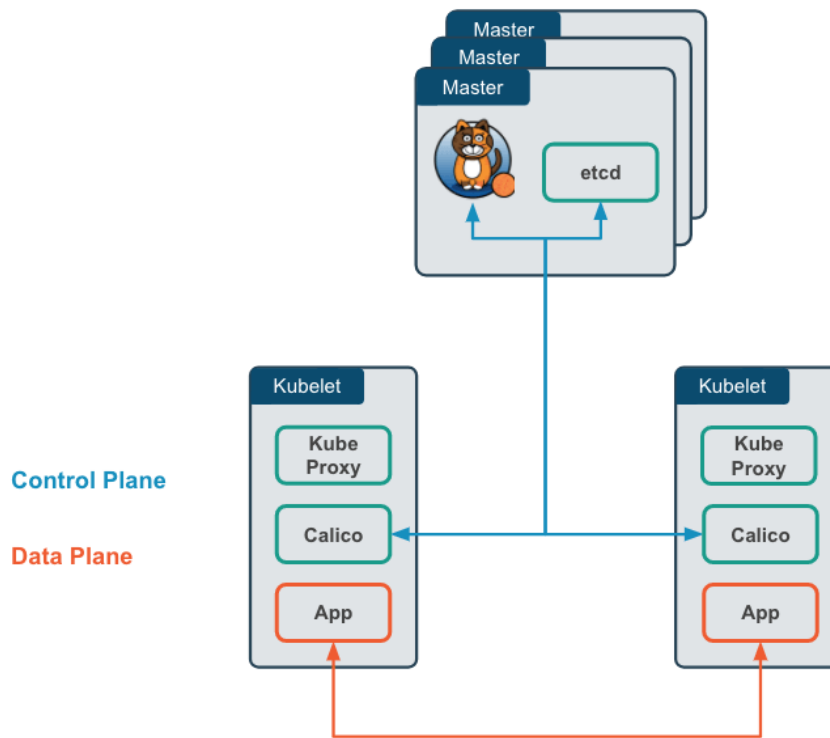 Master
Master
Master
etcd
Kubelet
Kube
Proxy
Calico
App
Kubelet
Kube
Proxy
Calico
App
Control Plane
Data Plane